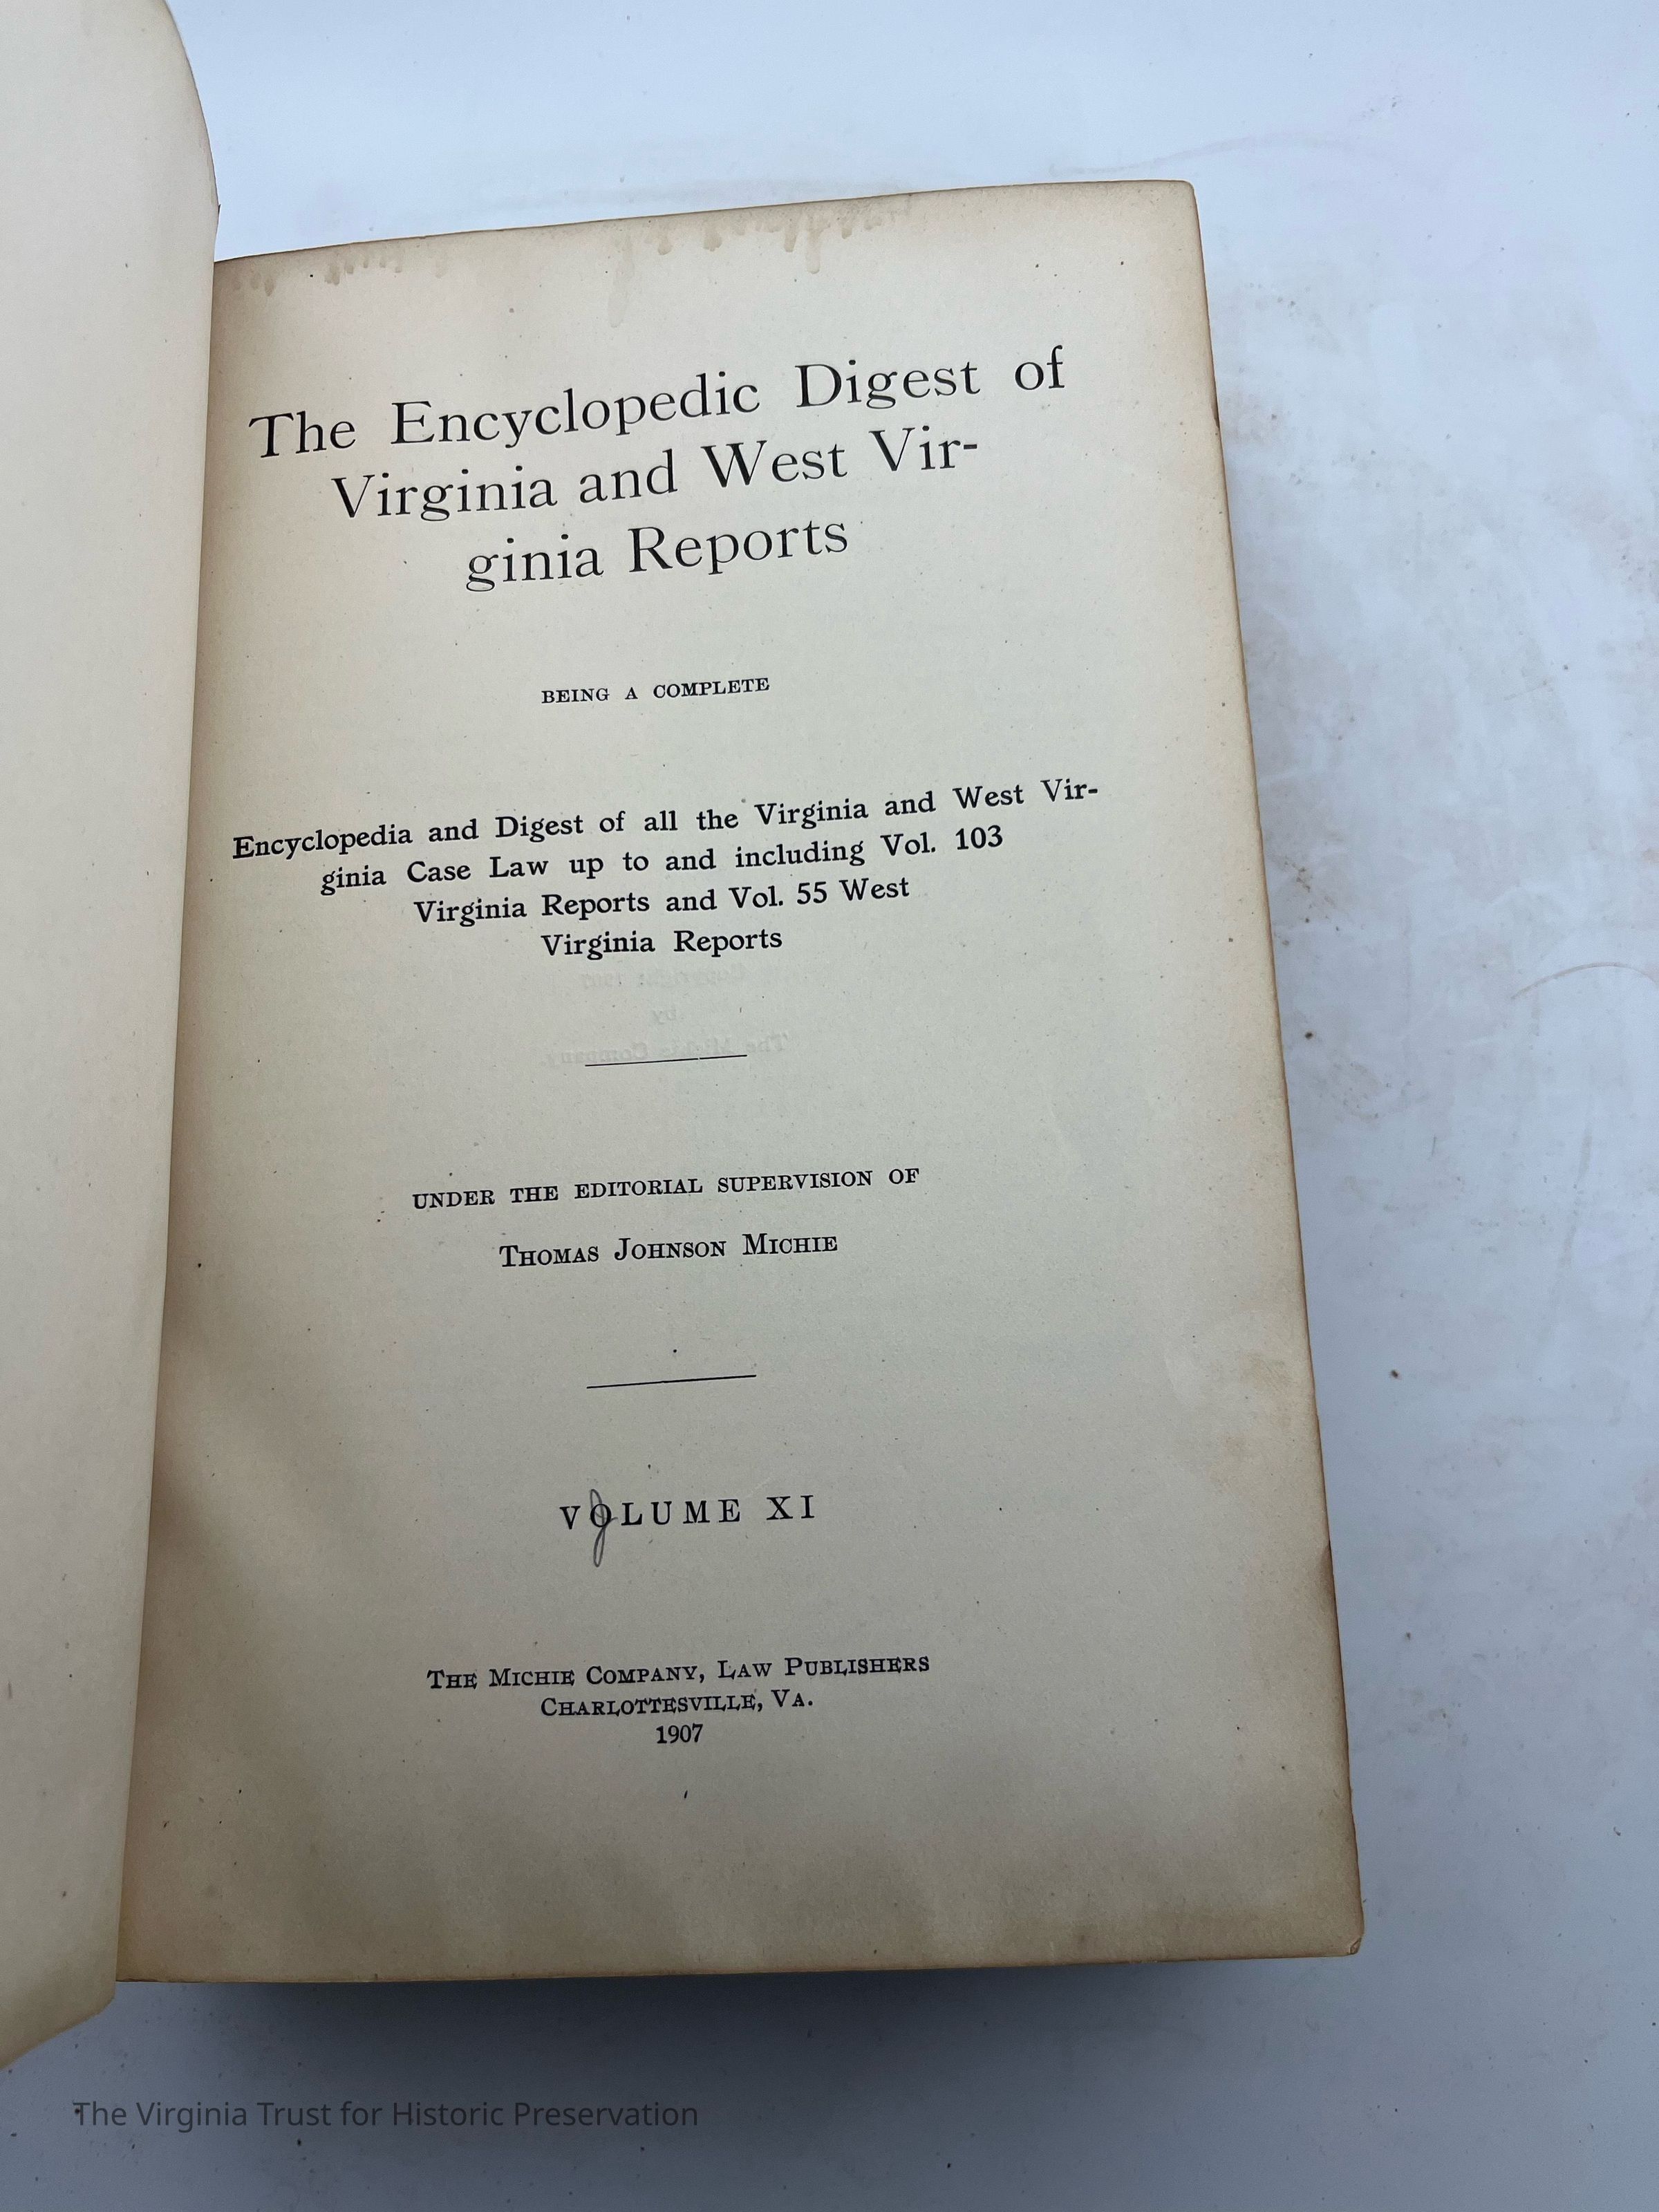 The Encyclopedic Digest of
Virginia and West Vir-
ginia Reports
BEING A COMPLETE
Encyclopedia and Digest of all the Virginia and West Vir-
ginia Case Law up to and including Vol. 103
Virginia Reports and Vol. 55 West
Virginia Reports
UNDER THE EDITORIAL SUPERVISION OF
THOMAS JOHNSON MICHIE
VOLUME XI
THE MICHIE COMPANY, LAW PUBLISHERS
CHARLOTTESVILLE, VA.
1907
The Virginia Trust for Historic Preservation